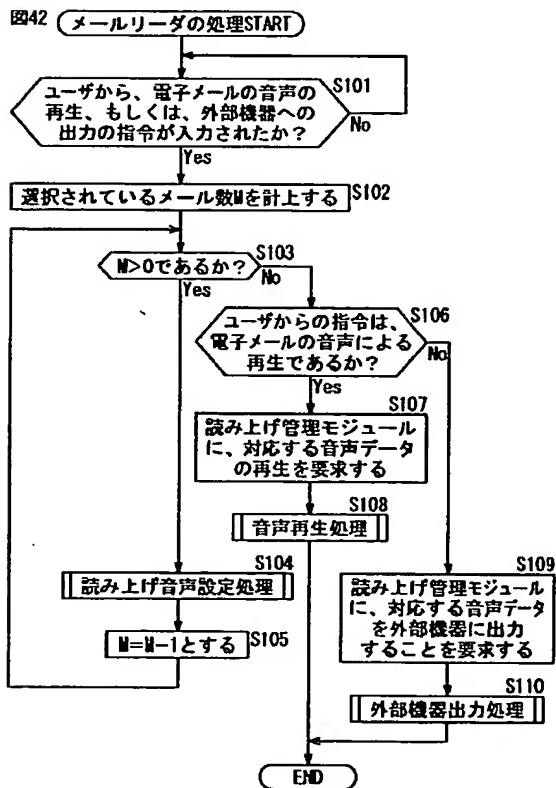 図42
メールリーダの処理START
S101
ユーザから、電子メールの音声の
再生、もしくは、外部機器への
出力の指令が入力されたか?
No
Yes
選択されているメール数Mを計上する
S102
S103
M>0であるか?
No
Yes
S106
ユーザからの指令は、
電子メールの音声による
再生であるか?
No
Yes
S107
読み上げ管理モジュール
に、対応する音声データ
の再生を要求する
S108
音声再生処理
S104
読み上げ音声設定処理
S109
読み上げ管理モジュール
に、対応する音声データ
を外部機器に出力
することを要求する
M=M-1とする
S105
S110
外部機器出力処理
END